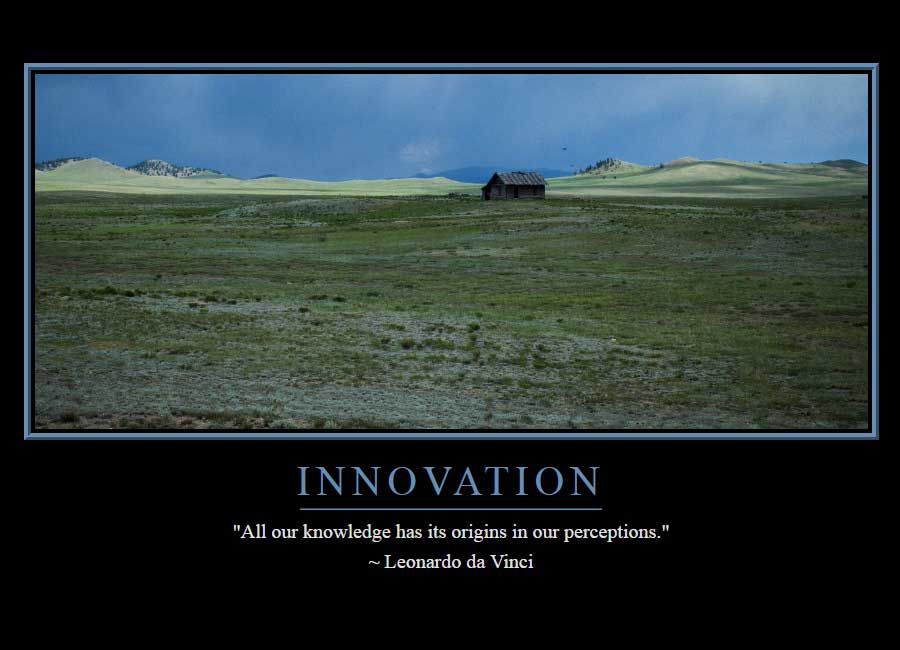 INNOVATION
"All our knowledge has its origins in our perceptions."
~ Leonardo da Vinci